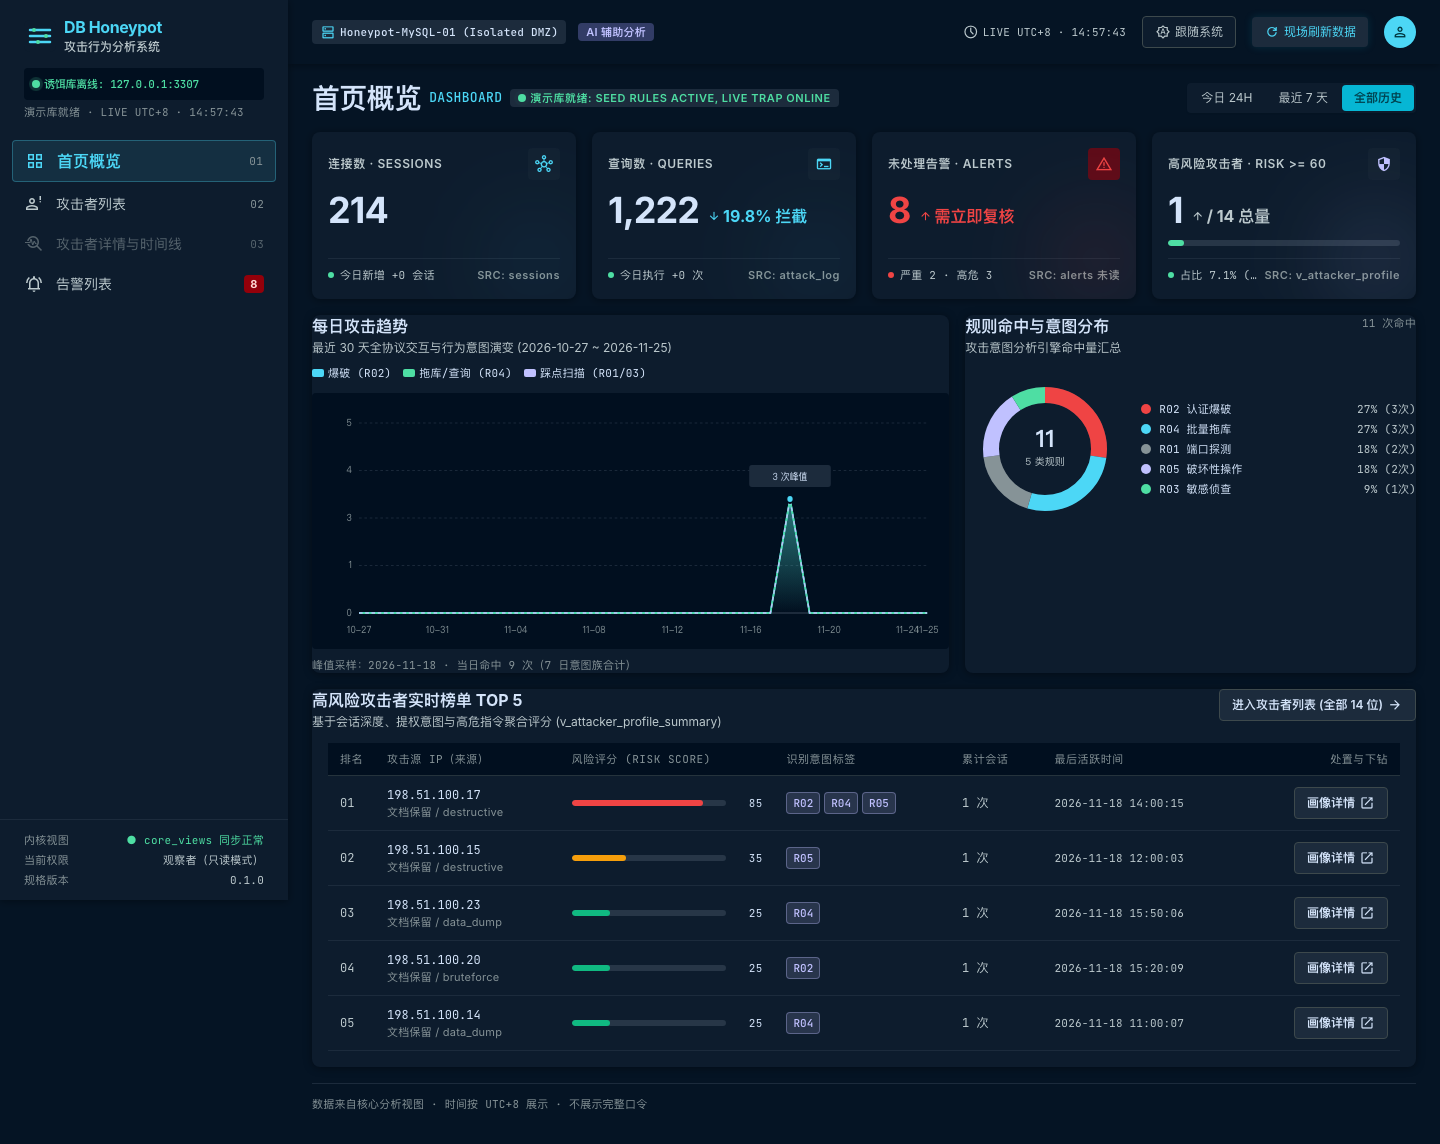 DB Honeypot
攻击行为分析系统
诱饵库离线: 127.0.0.1:3307
演示库就绪 · LIVE UTC+8 · 14:57:43
首页概览 01
攻击者列表 02
攻击者详情与时间线 03
告警列表 8
内核视图 core_views 同步正常
当前权限 观察者 (只读模式)
规格版本 0.1.0
Honeypot-MySQL-01 (Isolated DMZ) AI 辅助分析
LIVE UTC+8 · 14:57:43 跟随系统 现场刷新数据
首页概览 DASHBOARD 演示库就绪: SEED RULES ACTIVE, LIVE TRAP ONLINE
今日 24H 最近 7 天 全部历史
连接数 · SESSIONS
214
今日新增 +0 会话 SRC: sessions
查询数 · QUERIES
1,222 ↓ 19.8% 拦截
今日执行 +0 次 SRC: attack_log
未处理告警 · ALERTS
8 ↑ 需立即复核
严重 2 · 高危 3 SRC: alerts 未读
高风险攻击者 · RISK >= 60
1 ↑ / 14 总量
占比 7.1% (… SRC: v_attacker_profile
每日攻击趋势
最近 30 天全协议交互与行为意图演变 (2026-10-27 ~ 2026-11-25)
爆破 (R02) 拖库/查询 (R04) 踩点扫描 (R01/03)
5
4
3
1
0
3 次峰值
10-27 10-31 11-04 11-08 11-12 11-16 11-20 11-24 11-25
峰值采样: 2026-11-18 · 当日命中 9 次 (7 日意图族合计)
规则命中与意图分布 11 次命中
攻击意图分析引擎命中量汇总
11
5 类规则
R02 认证爆破 27% (3次)
R04 批量拖库 27% (3次)
R01 端口探测 18% (2次)
R05 破坏性操作 18% (2次)
R03 敏感侦查 9% (1次)
高风险攻击者实时榜单 TOP 5 进入攻击者列表 (全部 14 位) →
基于会话深度、提权意图与高危指令聚合评分 (v_attacker_profile_summary)
排名 攻击源 IP (来源) 风险评分 (RISK SCORE) 识别意图标签 累计会话 最后活跃时间 处置与下钻
01 198.51.100.17 85 R02 R04 R05 1 次 2026-11-18 14:00:15 画像详情
文档保留 / destructive
02 198.51.100.15 35 R05 1 次 2026-11-18 12:00:03 画像详情
文档保留 / destructive
03 198.51.100.23 25 R04 1 次 2026-11-18 15:50:06 画像详情
文档保留 / data_dump
04 198.51.100.20 25 R02 1 次 2026-11-18 15:20:09 画像详情
文档保留 / bruteforce
05 198.51.100.14 25 R04 1 次 2026-11-18 11:00:07 画像详情
文档保留 / data_dump
数据来自核心分析视图 · 时间按 UTC+8 展示 · 不展示完整口令